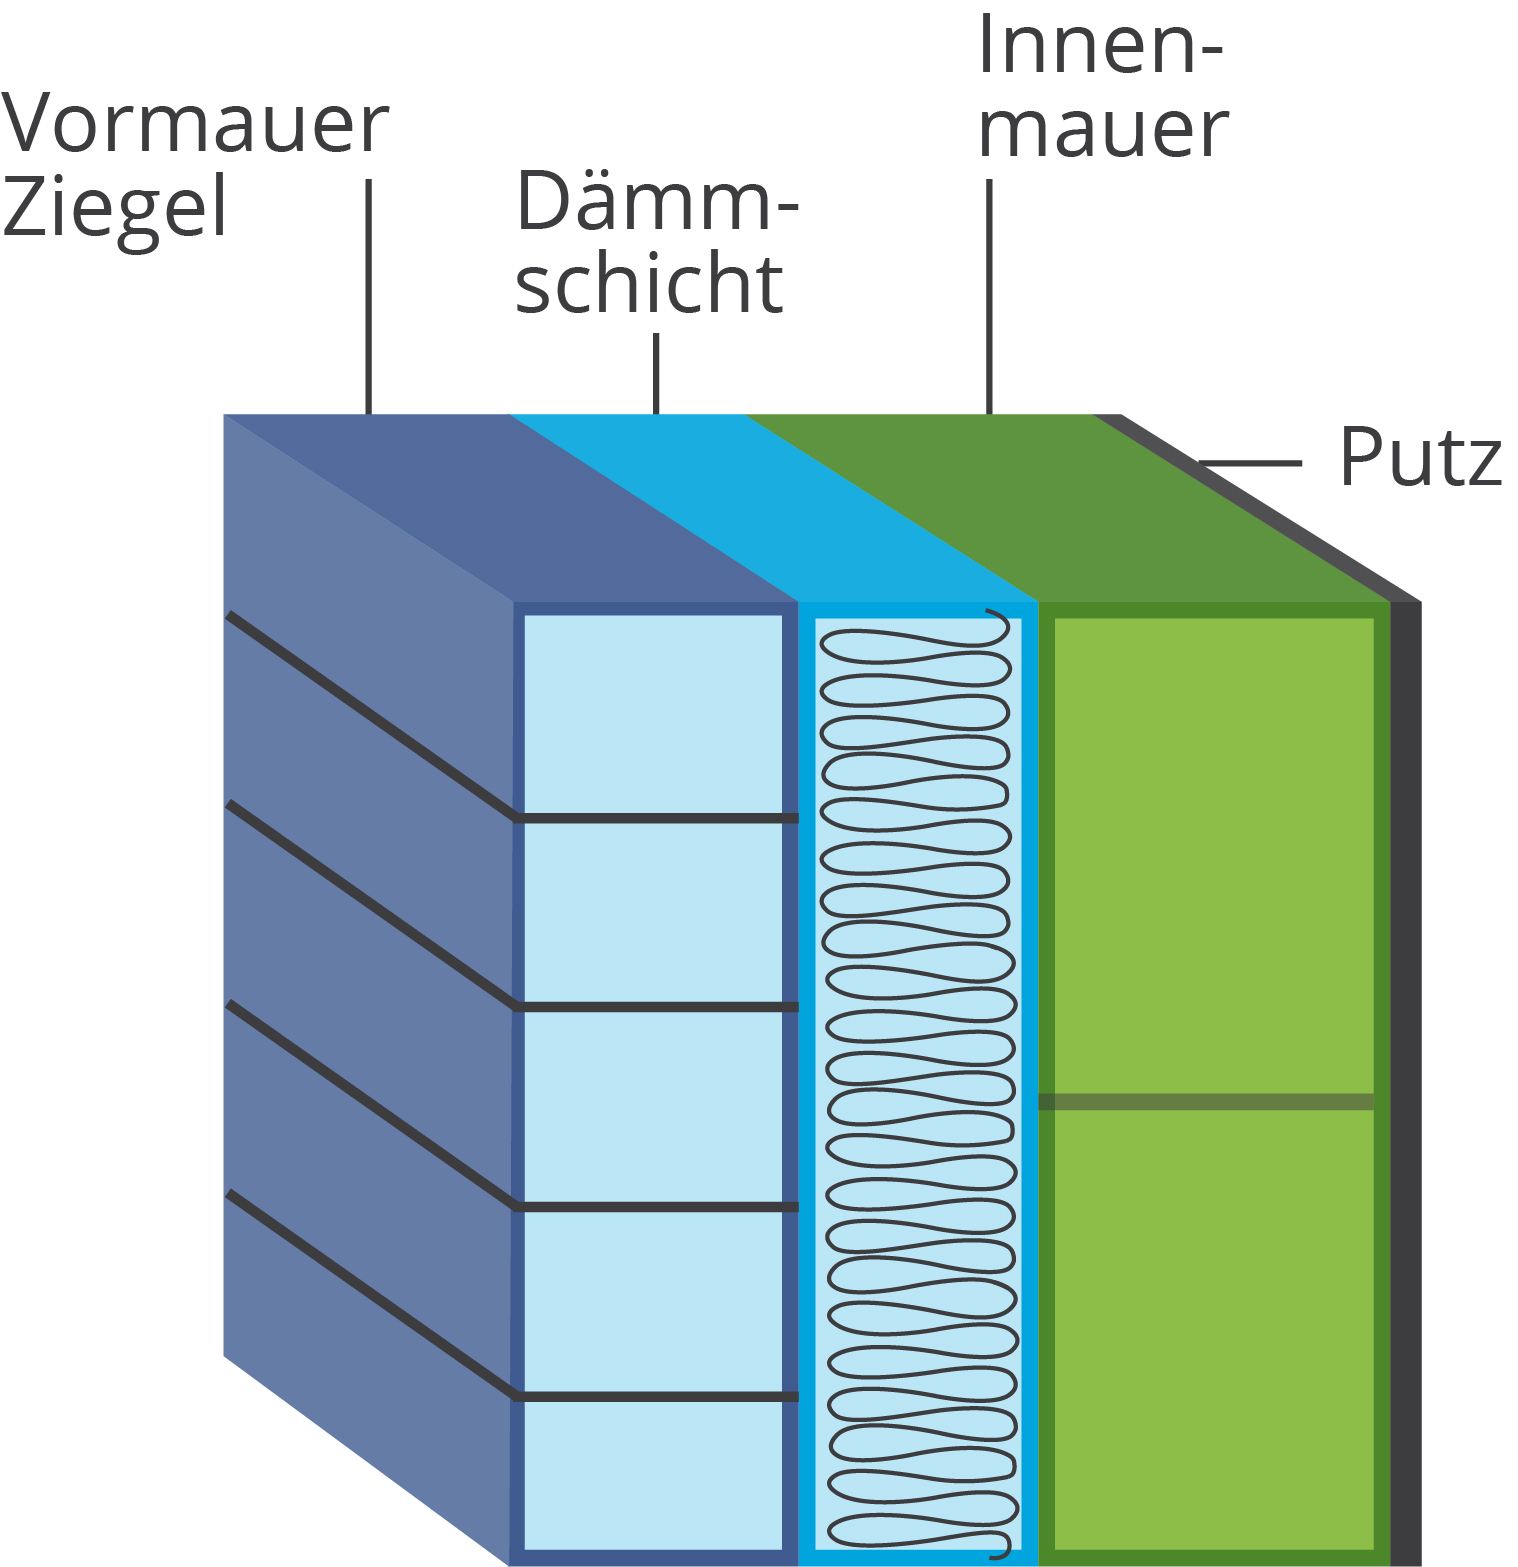 Vormauer
Ziegel
Dämm-
schicht
Innen-
mauer
Putz